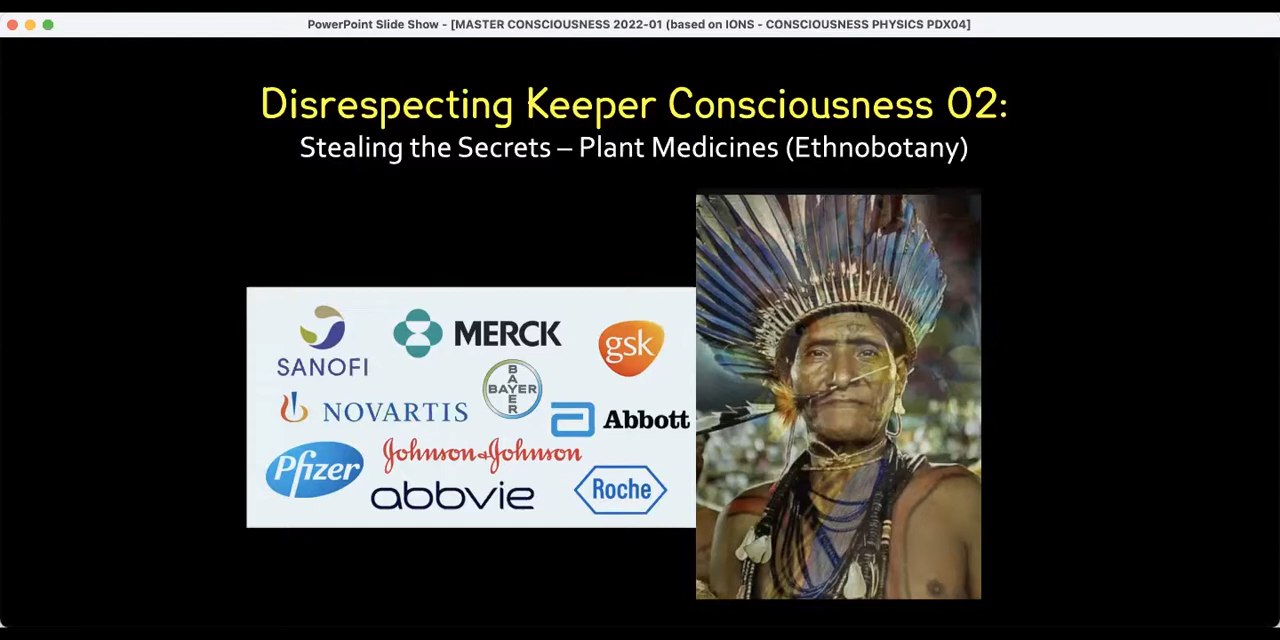 PowerPoint Slide Show - [MASTER CONSCIOUSNESS 2022-01 (based on IONS - CONSCIOUSNESS PHYSICS PDX04]
Disrespecting Keeper Consciousness 02:
Stealing the Secrets – Plant Medicines (Ethnobotany)
SANOFI
MERCK
gsk
NOVARTIS
BAYER
BAYER
Abbott
Pfizer
Johnson & Johnson
abbvie
Roche